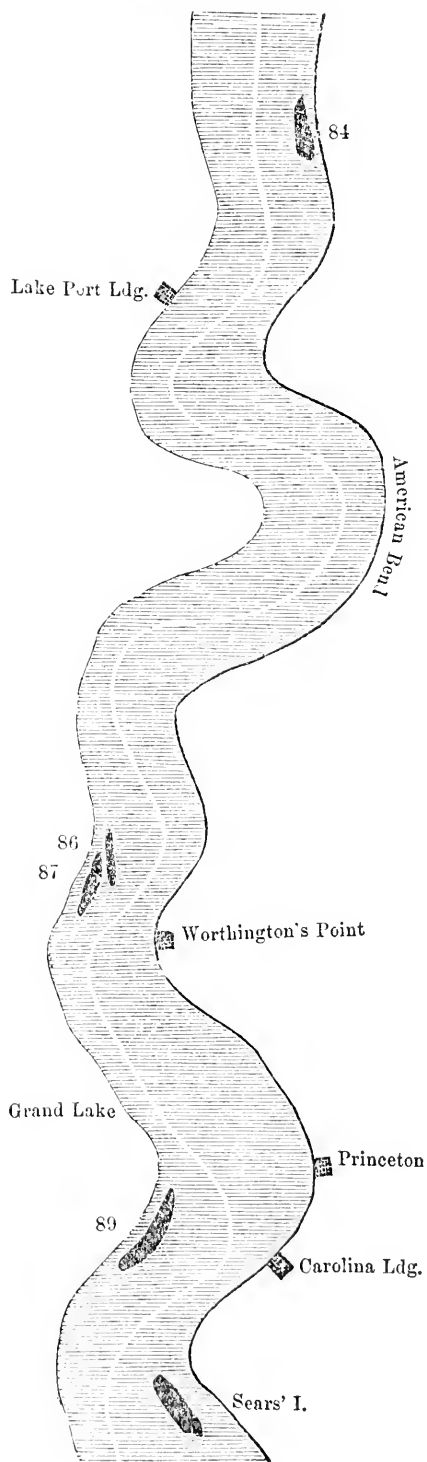 84
Lake Port Ldg.
American Bend
86
87
Worthington's Point
Grand Lake
Princeton
89
Carolina Ldg.
Sears' I.